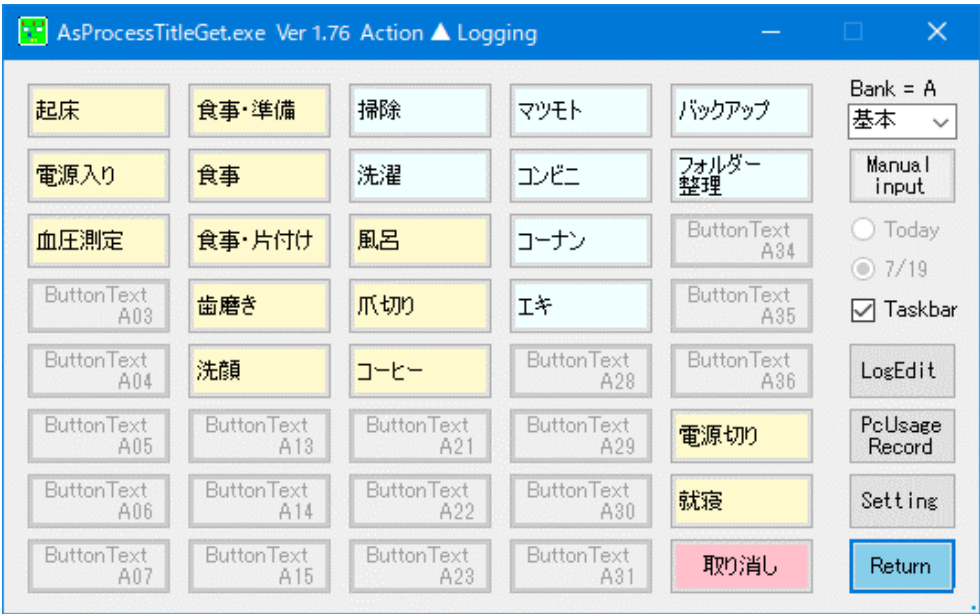 AsProcessTitleGet.exe Ver 1.76 Action ▲ Logging
起床
食事・準備
掃除
マツモト
バックアップ
Bank = A
基本
電源入り
食事
洗濯
コンビニ
フォルダー
整理
Manual
input
血圧測定
食事・片付け
風呂
コーナン
ButtonText
A34
Today
7/19
ButtonText
A03
歯磨き
爪切り
エキ
ButtonText
A35
Taskbar
ButtonText
A04
洗顔
コーヒー
ButtonText
A28
ButtonText
A36
LogEdit
ButtonText
A05
ButtonText
A13
ButtonText
A21
ButtonText
A29
電源切り
PcUsage
Record
ButtonText
A06
ButtonText
A14
ButtonText
A22
ButtonText
A30
就寝
Setting
ButtonText
A07
ButtonText
A15
ButtonText
A23
ButtonText
A31
取り消し
Return